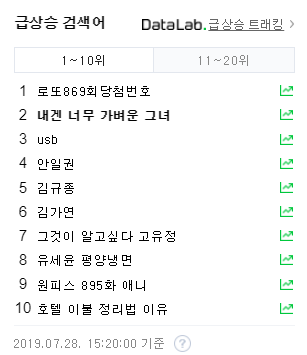 급상승 검색어
DataLab. 급상승 트래킹 >
1~10위
11~20위
1 로또869회당첨번호
2 내겐 너무 가벼운 그녀
3 usb
4 안일권
5 김규종
6 김가연
7 그것이 알고싶다 고유정
8 유세윤 평양냉면
9 원피스 895화 애니
10 호텔 이불 정리법 이유
2019.07.28. 15:20:00 기준 ?